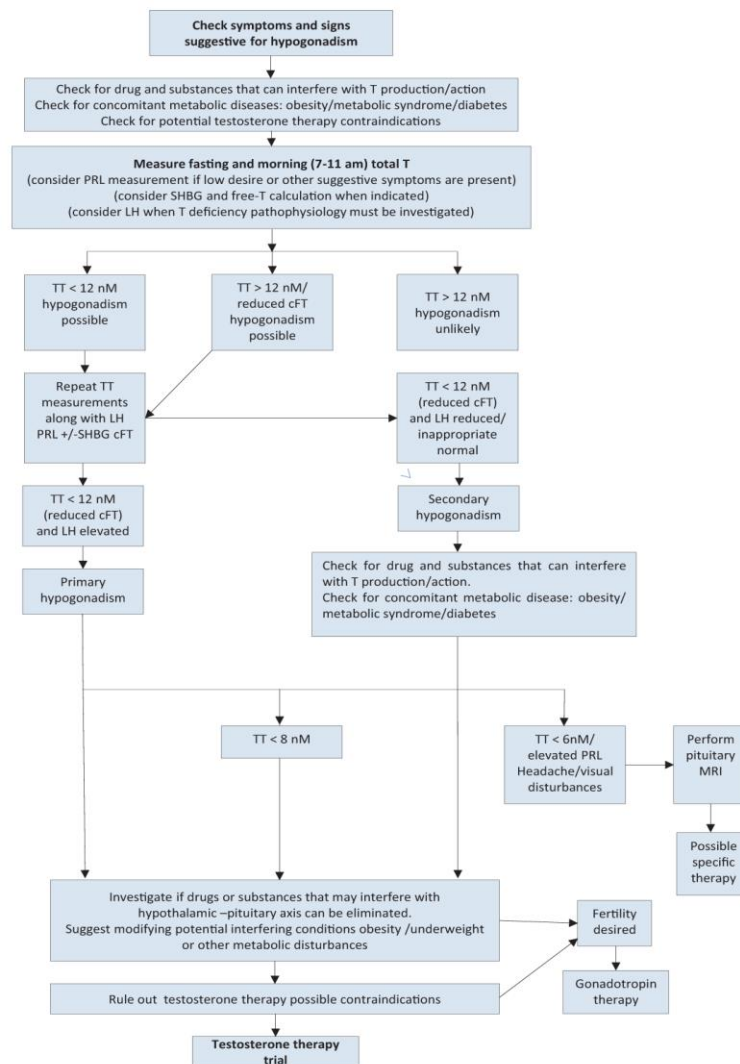 Check symptoms and signs
suggestive for hypogonadism
Check for drug and substances that can interfere with T production/action
Check for concomitant metabolic diseases: obesity/metabolic syndrome/diabetes
Check for potential testosterone therapy contraindications
Measure fasting and morning (7-11 am) total T
(consider PRL measurement if low desire or other suggestive symptoms are present)
(consider SHBG and free-T calculation when indicated)
(consider LH when T deficiency pathophysiology must be investigated)
TT < 12 nM
hypogonadism
possible
TT > 12 nM/
reduced cFT
hypogonadism
possible
TT > 12 nM
hypogonadism
unlikely
Repeat TT
measurements
along with LH
PRL +/-SHBG cFT
TT < 12 nM
(reduced cFT)
and LH reduced/
inappropriate
normal
TT < 12 nM
(reduced cFT)
and LH elevated
Secondary
hypogonadism
Primary
hypogonadism
Check for drug and substances that can interfere
with T production/action.
Check for concomitant metabolic disease: obesity/
metabolic syndrome/diabetes
TT < 8 nM
TT < 6nM/
elevated PRL
Headache/visual
disturbances
Perform
pituitary
MRI
Possible
specific
therapy
Investigate if drugs or substances that may interfere with
hypothalamic –pituitary axis can be eliminated.
Suggest modifying potential interfering conditions obesity /underweight
or other metabolic disturbances
Fertility
desired
Gonadotropin
therapy
Rule out testosterone therapy possible contraindications
Testosterone therapy
trial